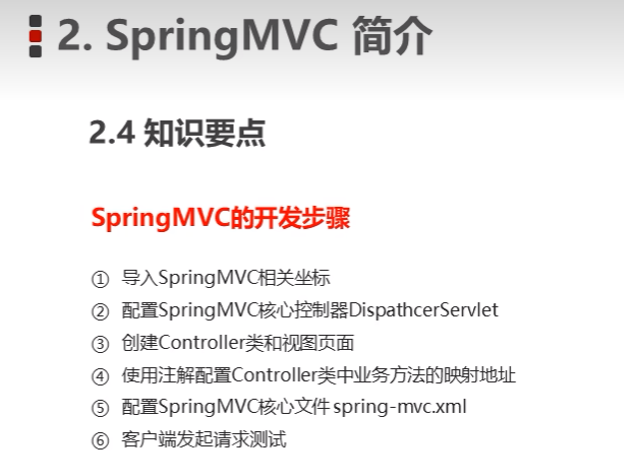 2. SpringMVC 简介
2.4 知识要点
SpringMVC的开发步骤
① 导入SpringMVC相关坐标
② 配置SpringMVC核心控制器DispathcerServlet
③ 创建Controller类和视图页面
④ 使用注解配置Controller类中业务方法的映射地址
⑤ 配置SpringMVC核心文件 spring-mvc.xml
⑥ 客户端发起请求测试